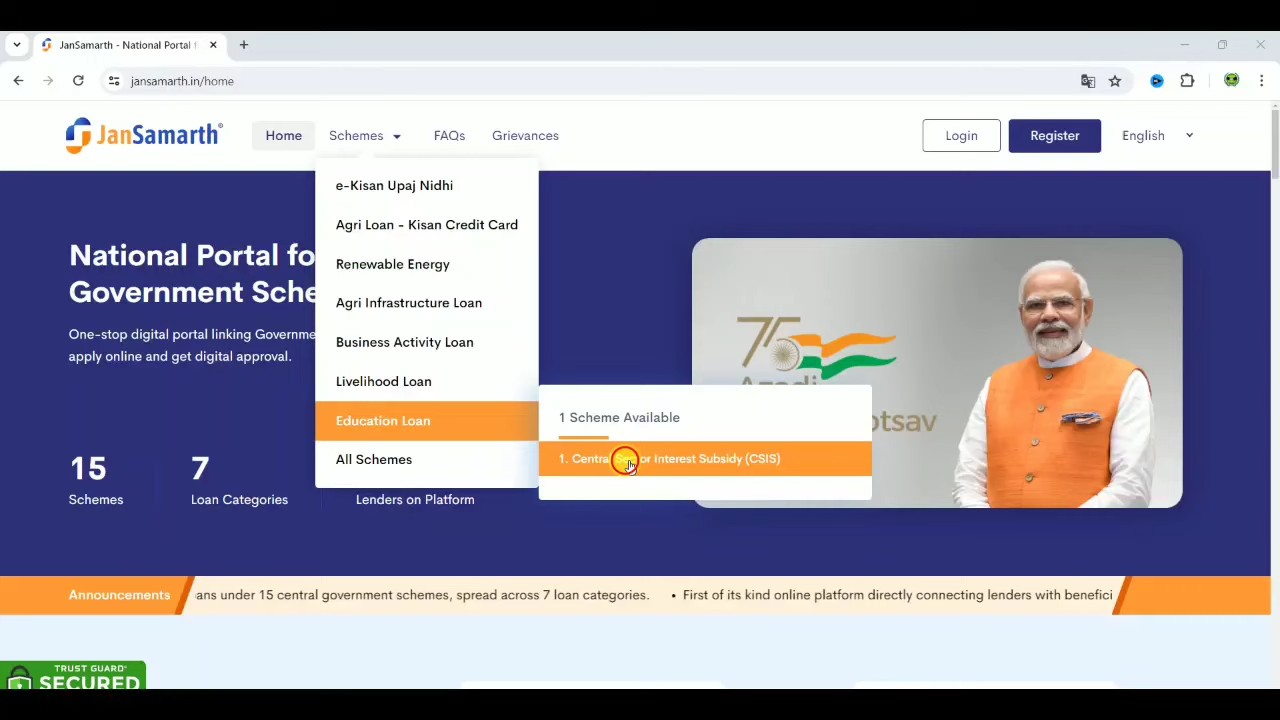 JanSamarth - National Portal f
jansamarth.in/home
JanSamarth®
Home
Schemes
FAQs
Grievances
Login
Register
English
e-Kisan Upaj Nidhi
Agri Loan - Kisan Credit Card
Renewable Energy
Agri Infrastructure Loan
Business Activity Loan
Livelihood Loan
Education Loan
All Schemes
1 Scheme Available
1. Central Sector Interest Subsidy (CSIS)
National Portal fo
Government Sche
One-stop digital portal linking Governme
apply online and get digital approval.
15
Schemes
7
Loan Categories
Lenders on Platform
75
Azadi
otsav
Announcements
ans under 15 central government schemes, spread across 7 loan categories.
• First of its kind online platform directly connecting lenders with benefici
TRUST GUARD
SECURED